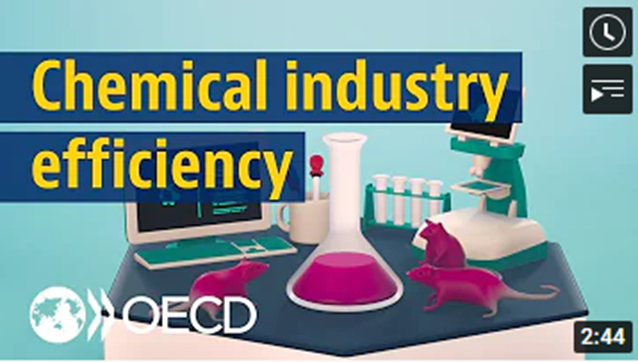 Chemical industry
efficiency
OECD
2:44